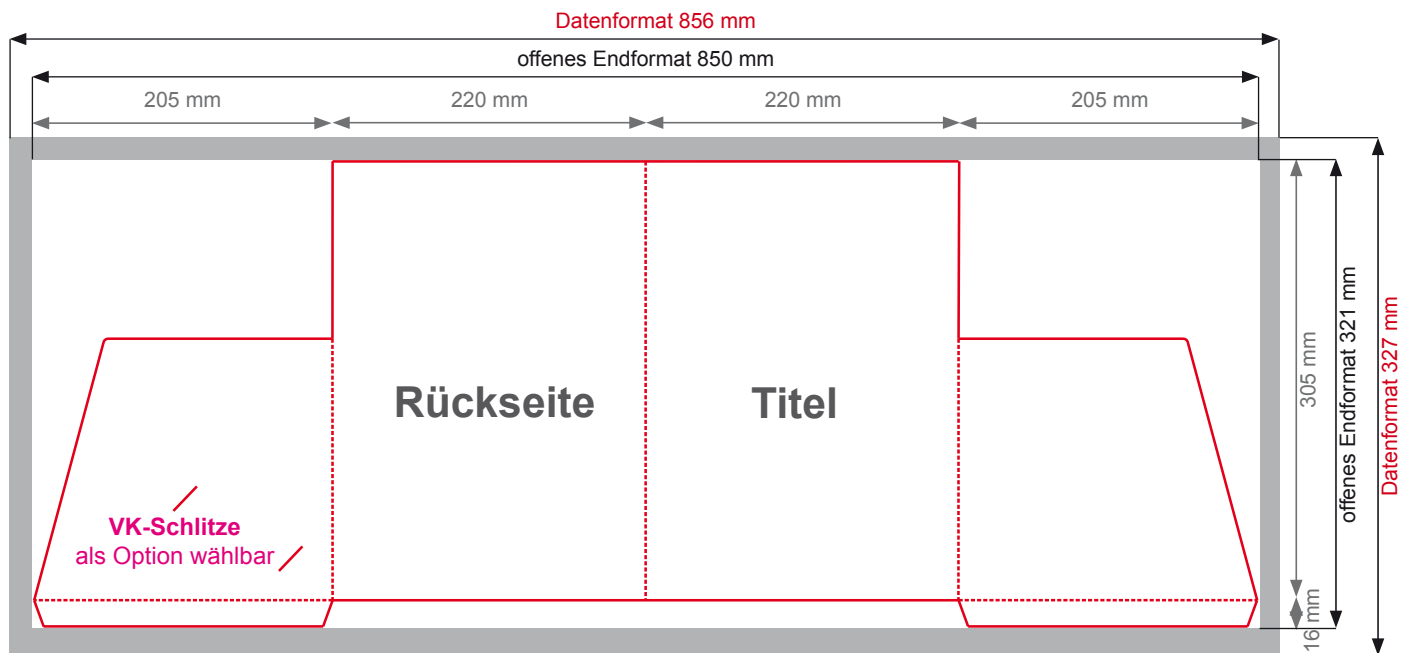 Datenformat 856 mm
offenes Endformat 850 mm
205 mm
220 mm
220 mm
205 mm
Rückseite
Titel
VK-Schlitze
als Option wählbar
305 mm
16 mm
offenes Endformat 321 mm
Datenformat 327 mm